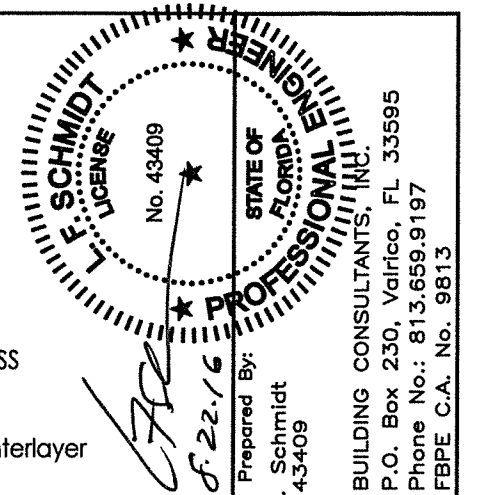 L. F. SCHMIDT
LICENSE
No. 43409
STATE OF
FLORIDA
PROFESSIONAL ENGINEER
8.22.16
Prepared By:
. Schmidt
43409
BUILDING CONSULTANTS, INC.
P.O. Box 230, Valrico, FL 33595
Phone No.: 813.659.9197
FBPE C.A. No. 9813
ss
nterlayer